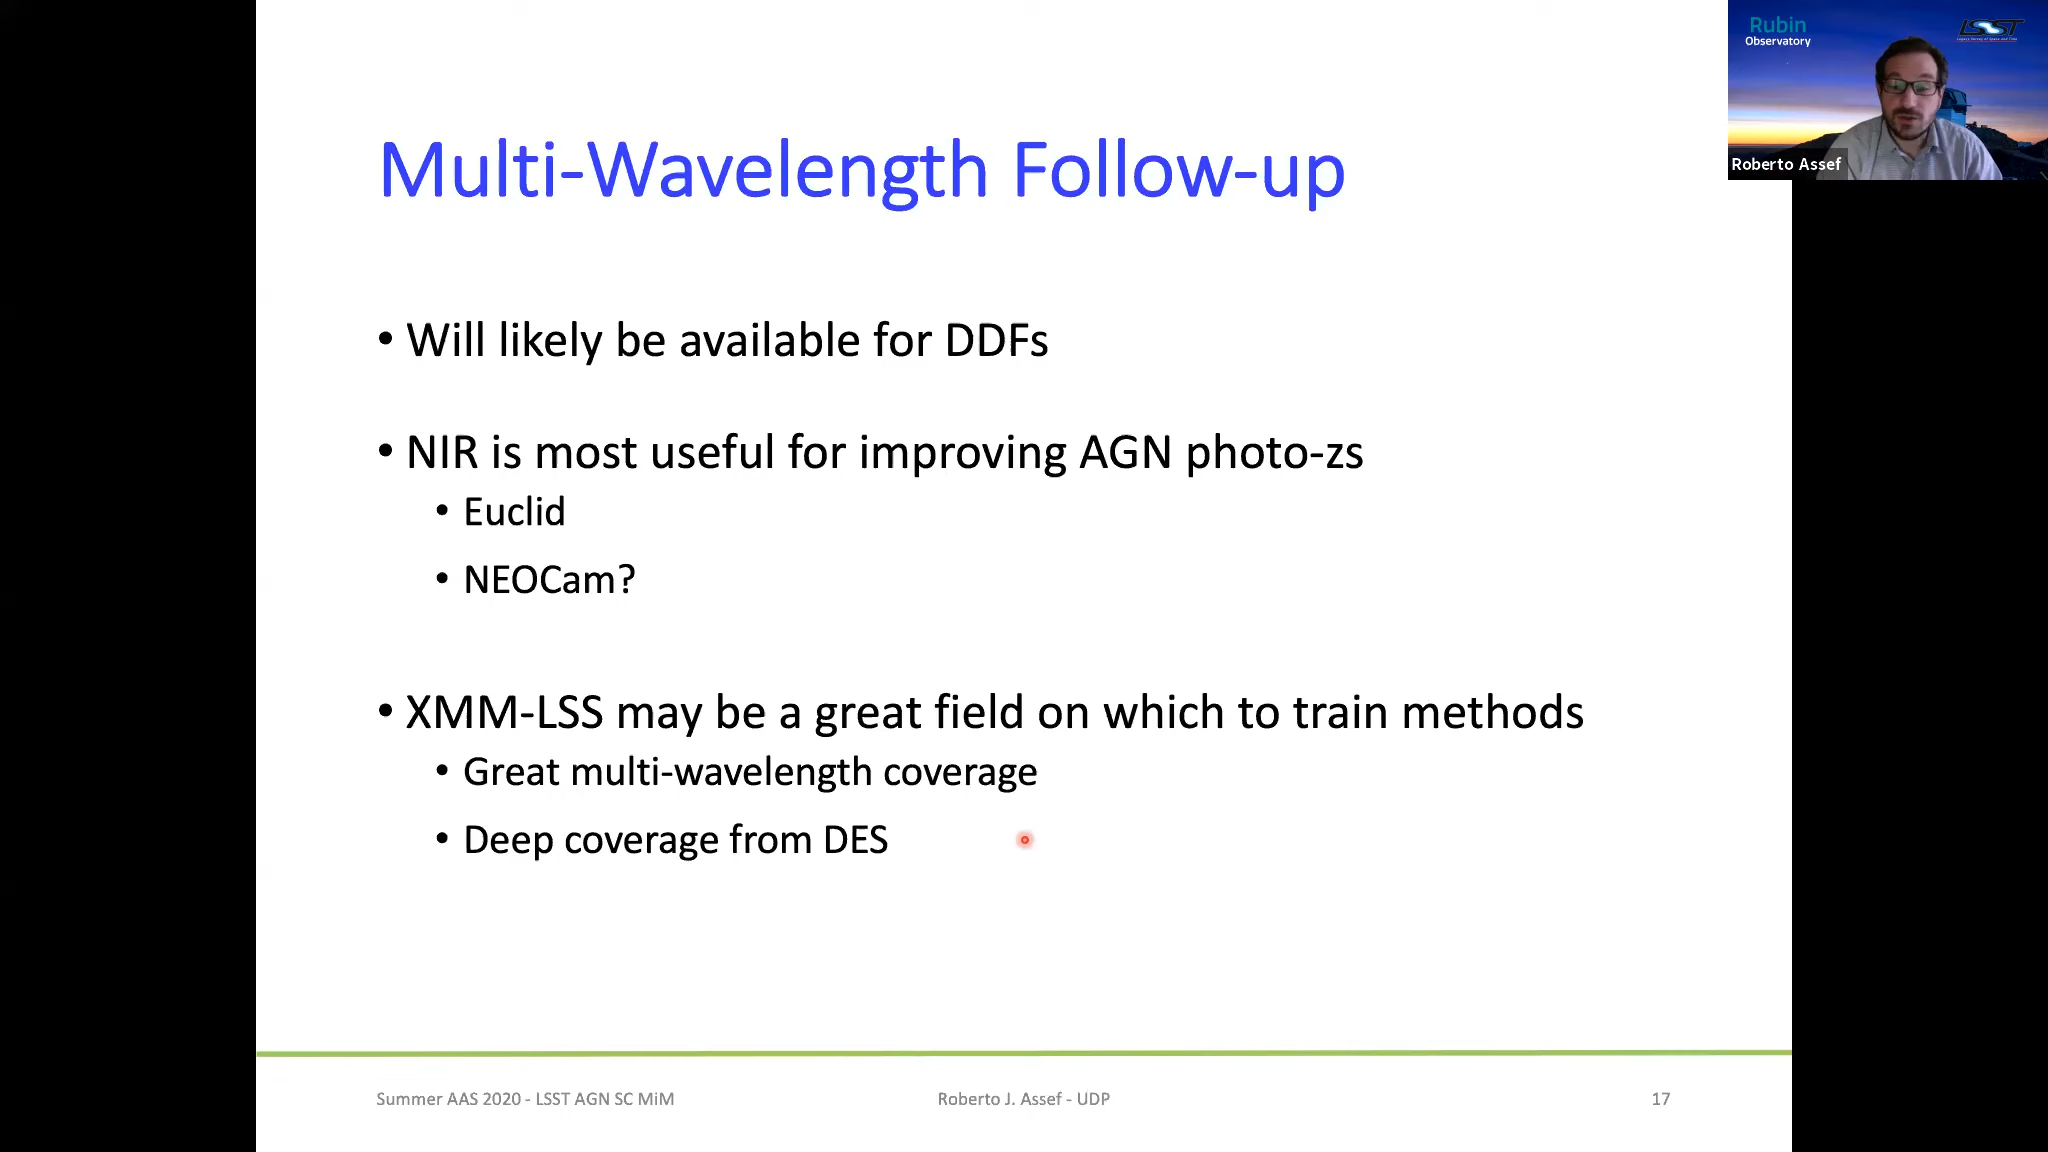 Rubin
Observatory
LSST
Roberto Assef
Multi-Wavelength Follow-up
• Will likely be available for DDFs
• NIR is most useful for improving AGN photo-zs
• Euclid
• NEOCam?
• XMM-LSS may be a great field on which to train methods
• Great multi-wavelength coverage
• Deep coverage from DES
Summer AAS 2020 - LSST AGN SC MiM
Roberto J. Assef - UDP
17